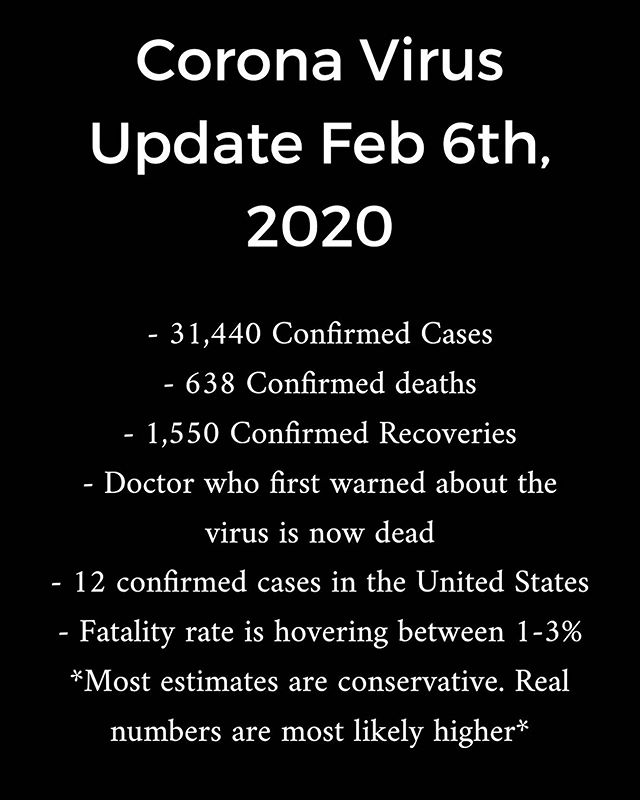 Corona Virus
Update Feb 6th,
2020
- 31,440 Confirmed Cases
- 638 Confirmed deaths
- 1,550 Confirmed Recoveries
- Doctor who first warned about the
virus is now dead
- 12 confirmed cases in the United States
- Fatality rate is hovering between 1-3%
*Most estimates are conservative. Real
numbers are most likely higher*